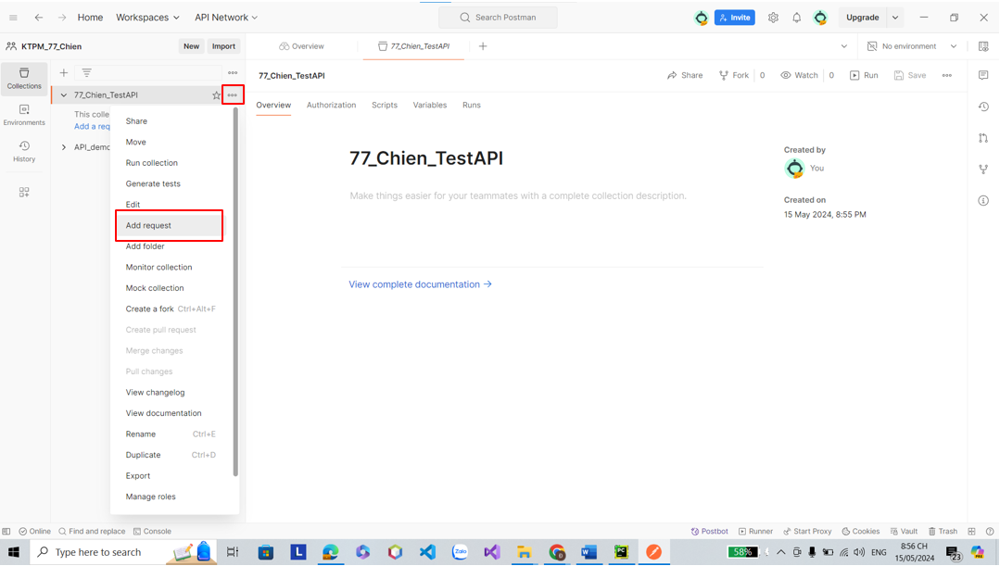 Home Workspaces API Network
Search Postman
Invite
Upgrade
KTPM_77_Chien
New Import
Overview
77_Chien_TestAPI
No environment
Collections
Environments
History
77_Chien_TestAPI
This colle
Add a req
API_demo
Share
Move
Run collection
Generate tests
Edit
Add request
Add folder
Monitor collection
Mock collection
Create a fork Ctrl+Alt+F
Create pull request
Merge changes
Pull changes
View changelog
View documentation
Rename Ctrl+E
Duplicate Ctrl+D
Export
Manage roles
77_Chien_TestAPI
Share Fork 0 Watch 0 Run Save
Overview Authorization Scripts Variables Runs
77_Chien_TestAPI
Make things easier for your teammates with a complete collection description.
View complete documentation →
Created by
You
Created on
15 May 2024, 8:55 PM
Online Find and replace Console
Postbot Runner Start Proxy Cookies Vault Trash
Type here to search
L
Zalo
PC
58%
ENG
8:56 CH
15/05/2024
23
PRE